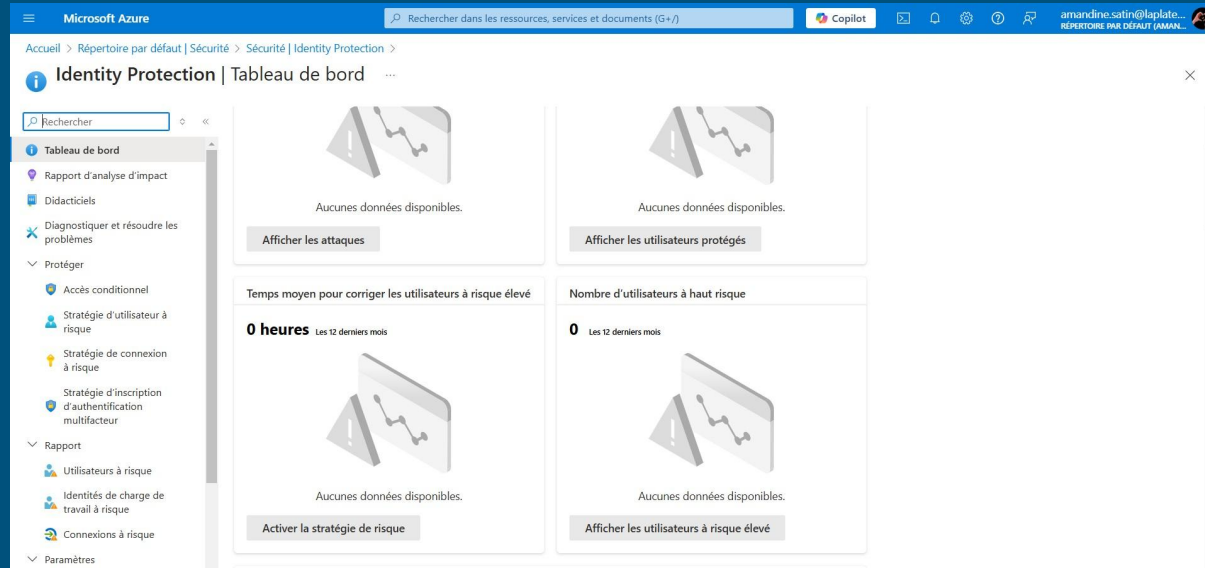 Microsoft Azure
Rechercher dans les ressources, services et documents (G+/)
Copilot
amandine.satin@laplate...
RÉPERTOIRE PAR DÉFAUT (AMAN...
Accueil > Répertoire par défaut | Sécurité > Sécurité | Identity Protection >
Identity Protection | Tableau de bord ...
Rechercher
Tableau de bord
Rapport d'analyse d'impact
Didacticiels
Diagnostiquer et résoudre les
problèmes
Protéger
Accès conditionnel
Stratégie d'utilisateur à
risque
Stratégie de connexion
à risque
Stratégie d'inscription
d'authentification
multifacteur
Rapport
Utilisateurs à risque
Identités de charge de
travail à risque
Connexions à risque
Paramètres
Aucunes données disponibles.
Afficher les attaques
Aucunes données disponibles.
Afficher les utilisateurs protégés
Temps moyen pour corriger les utilisateurs à risque élevé
0 heures Les 12 derniers mois
Aucunes données disponibles.
Activer la stratégie de risque
Nombre d'utilisateurs à haut risque
0 Les 12 derniers mois
Aucunes données disponibles.
Afficher les utilisateurs à risque élevé